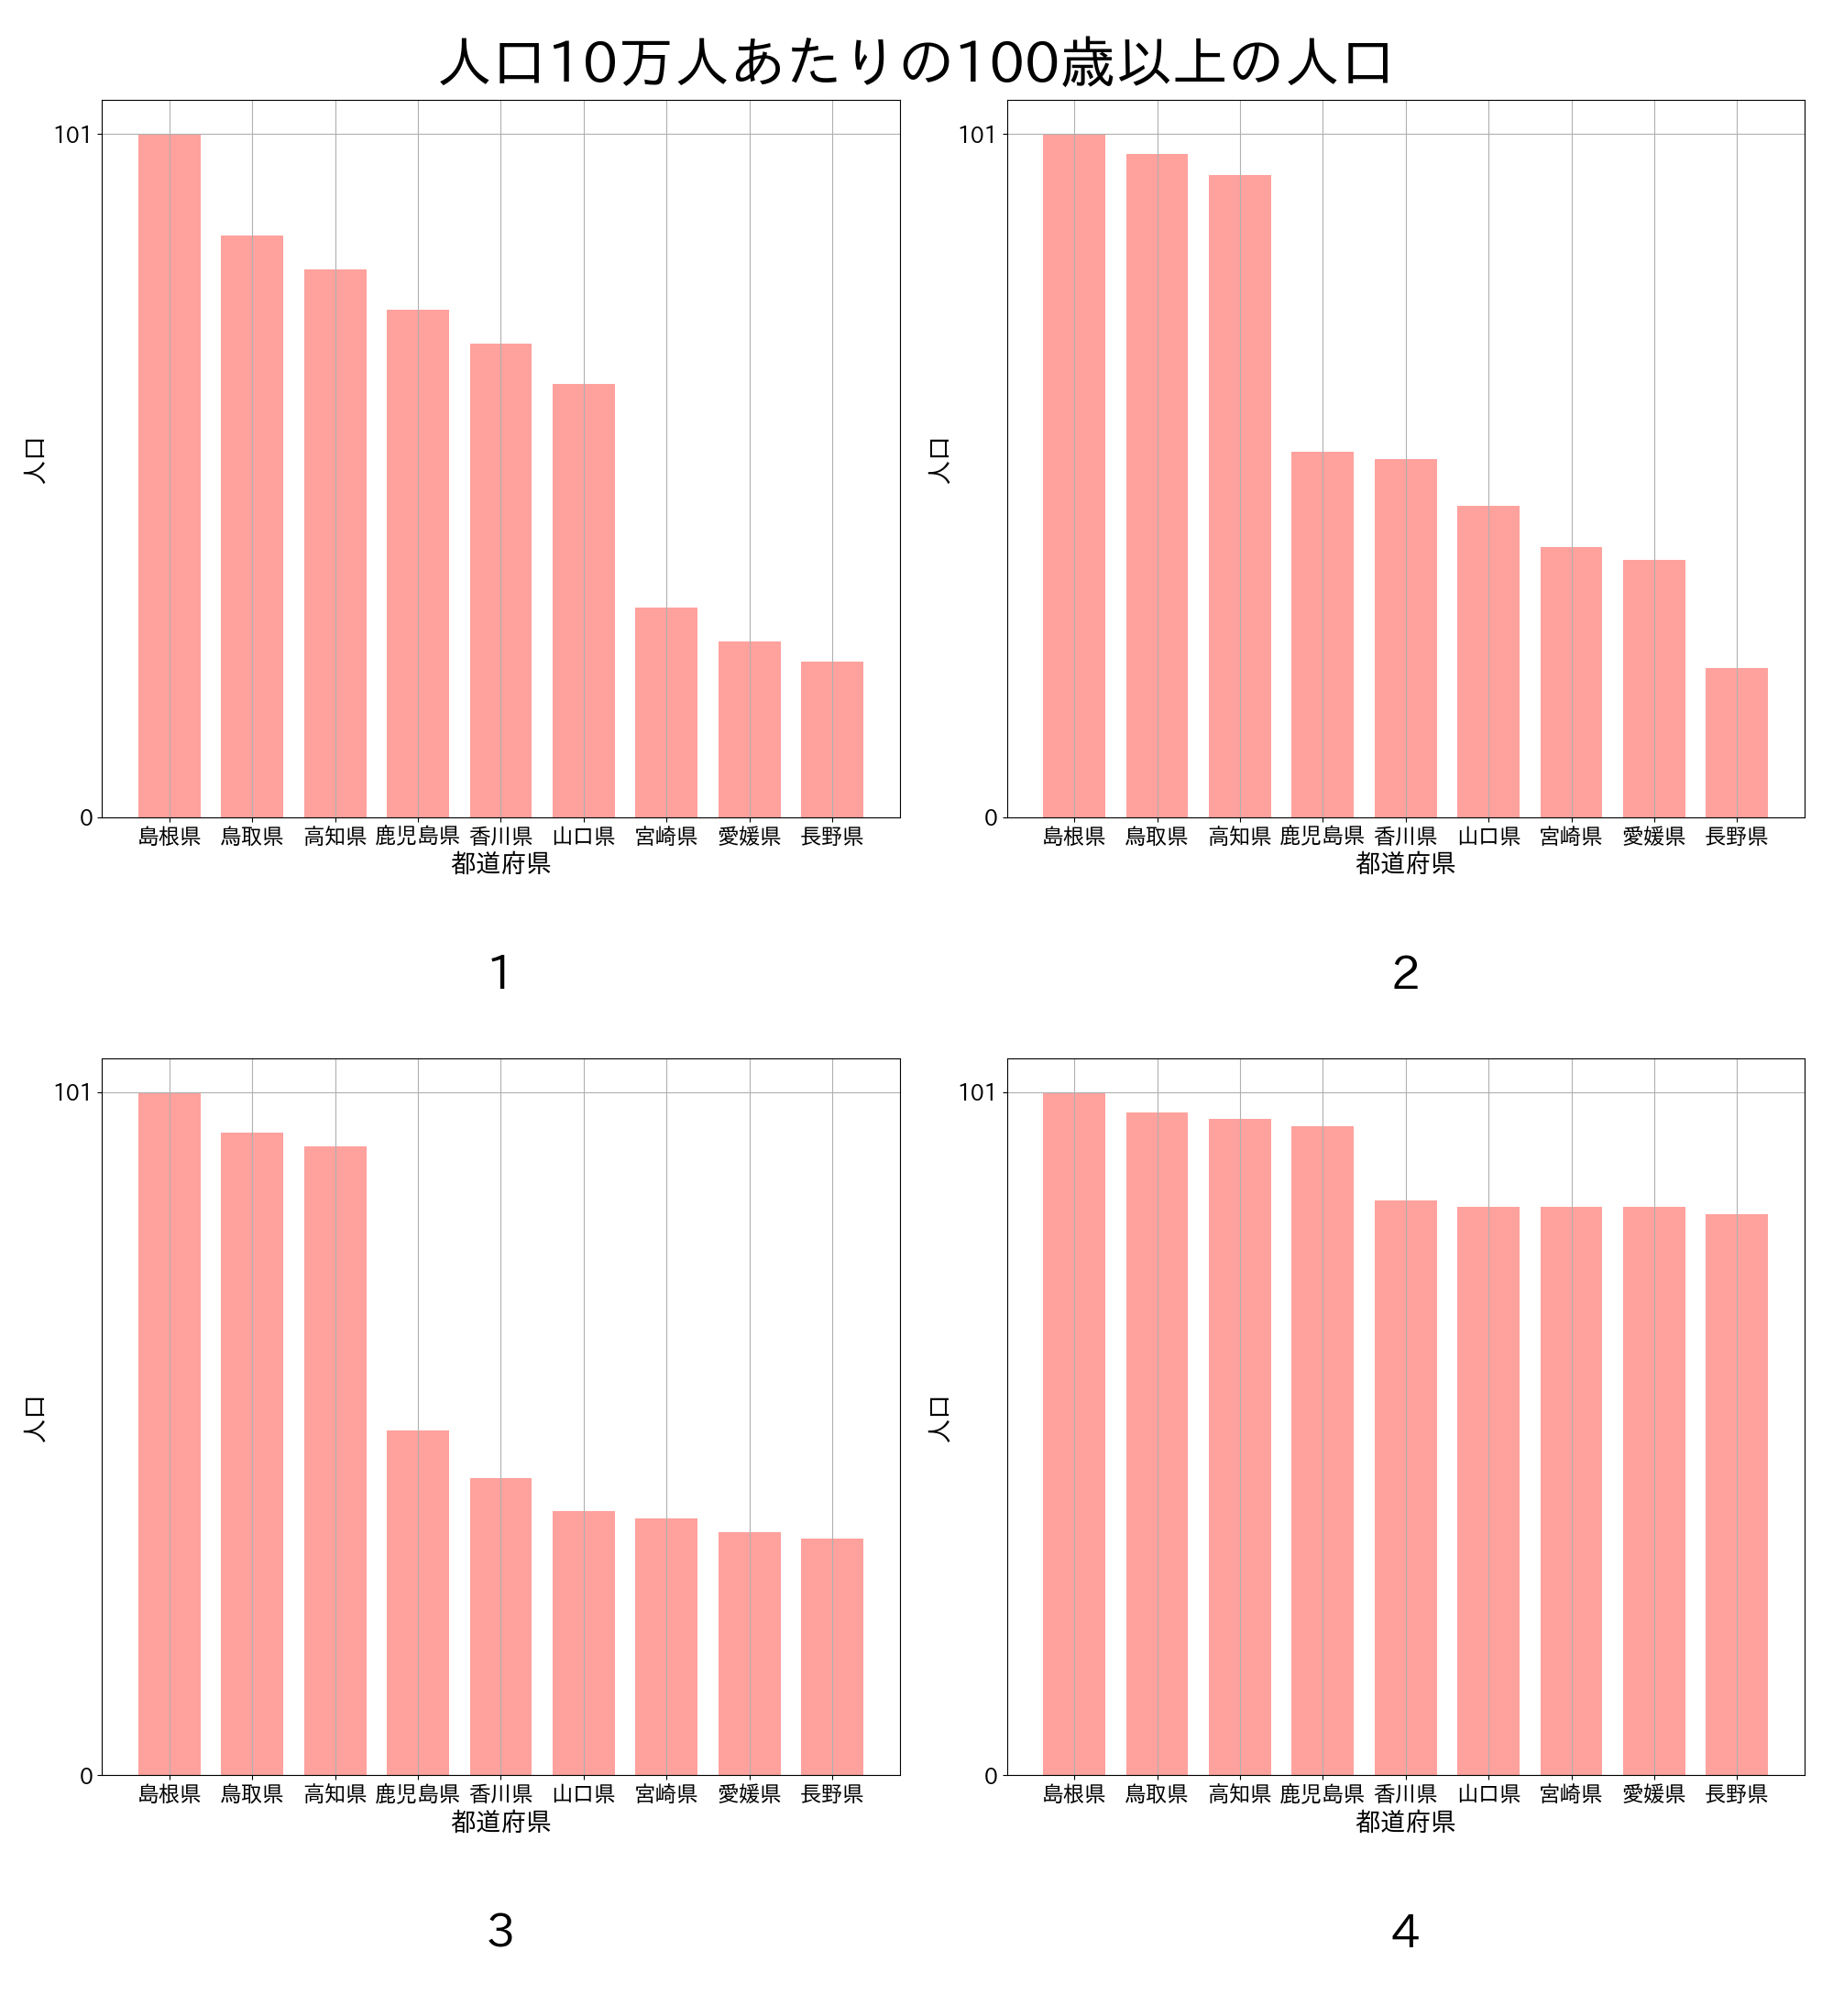 人口10万人あたりの100歳以上の人口
101
0
人口
島根県 鳥取県 高知県 鹿児島県 香川県 山口県 宮崎県 愛媛県 長野県
都道府県
1
101
0
人口
島根県 鳥取県 高知県 鹿児島県 香川県 山口県 宮崎県 愛媛県 長野県
都道府県
2
101
0
人口
島根県 鳥取県 高知県 鹿児島県 香川県 山口県 宮崎県 愛媛県 長野県
都道府県
3
101
0
人口
島根県 鳥取県 高知県 鹿児島県 香川県 山口県 宮崎県 愛媛県 長野県
都道府県
4